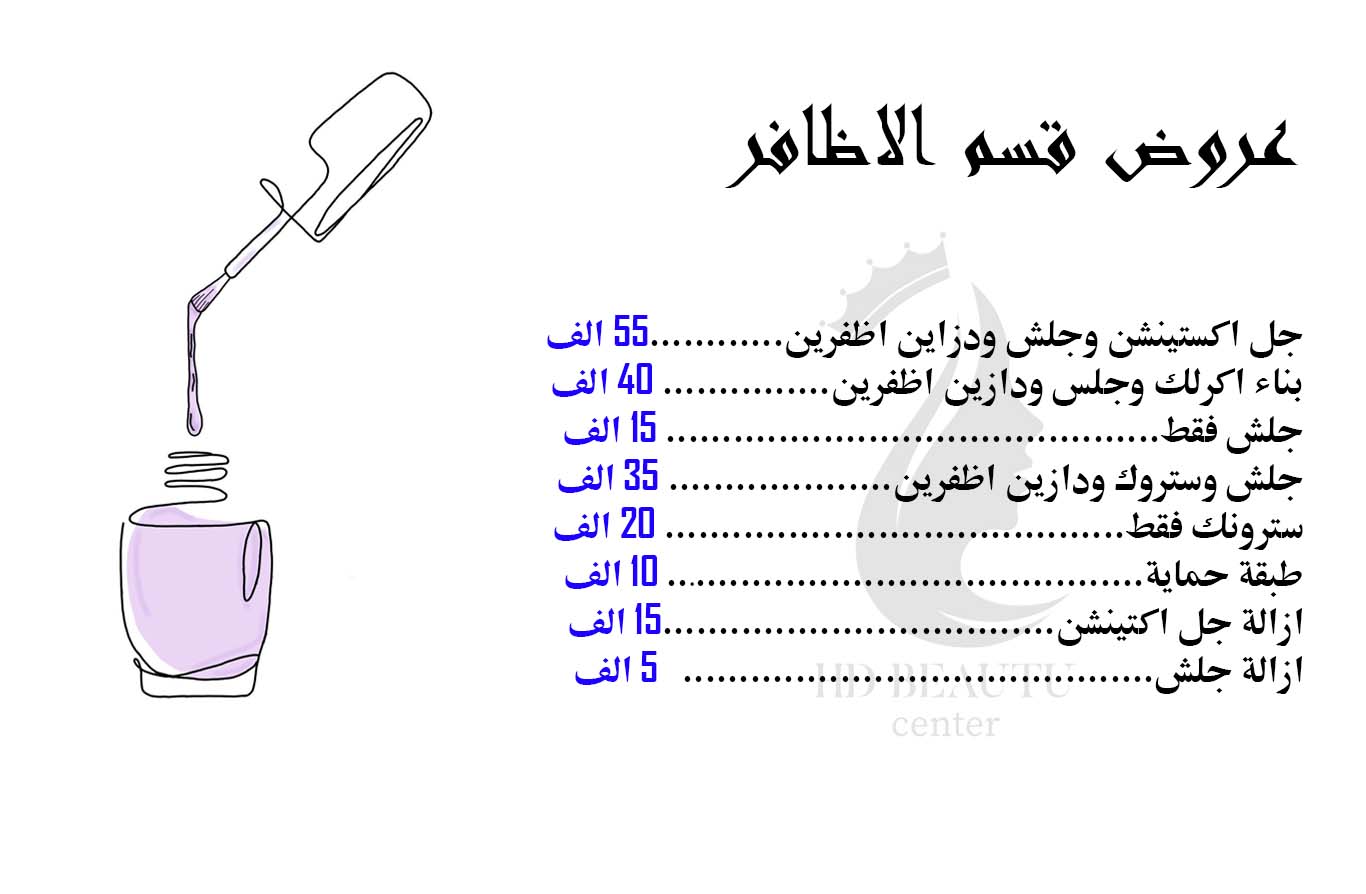 عروض قسم الاظافر
جل اكستينشن وجلش ودزاين اظفرين............55 الف
بناء اكرلك وجلس ودازين اظفرين............... 40 الف
جلش فقط............................................ 15 الف
جلش وستروك ودازين اظفرين.................... 35 الف
سترونك فقط......................................... 20 الف
طبقة حماية......................................... 10 الف
ازالة جل اكتينشن...................................15 الف
ازالة جلش.......................................... 5 الف
HD BEAUTU
center